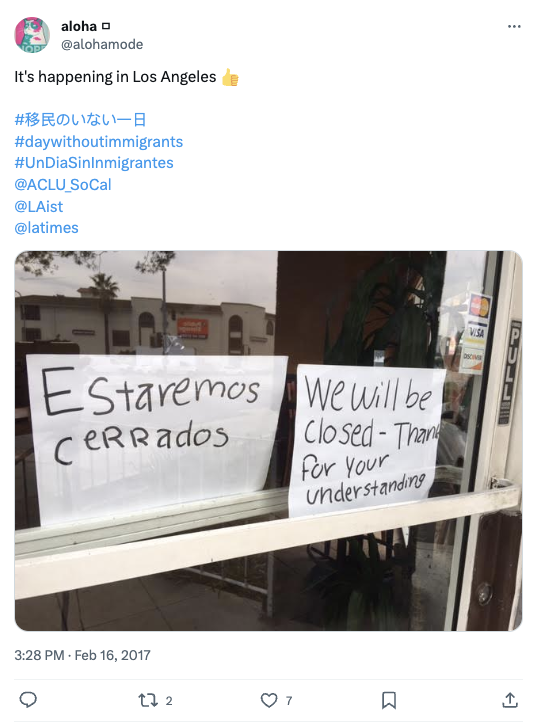 aloha
@alohamode
It's happening in Los Angeles 👍
#移民のいない一日
#daywithoutimmigrants
#UnDiaSinInmigrantes
@ACLU_SoCal
@LAist
@latimes
Estaremos
cerrados
We will be
closed - Thank
for your
understanding
VISA
DISCOVER
PULL
3:28 PM · Feb 16, 2017
2
7